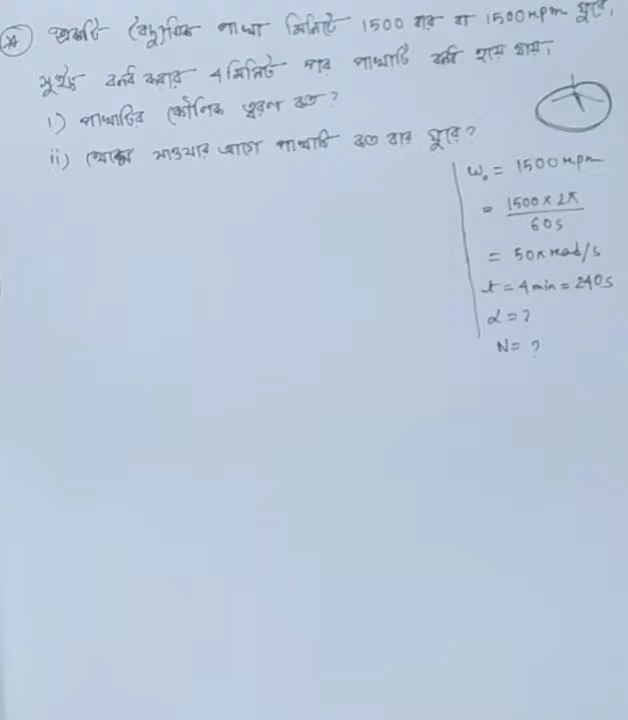 একটি বৈদ্যুতিক পাখা মিনিটে 1500 বার বা 1500 rpm ঘুরে।
সুইচ বন্ধ করার 4 মিনিট পর পাখাটি বন্ধ হয়ে যায়।
i) পাখাটির কৌনিক ত্বরণ কত?
ii) থেমে যাওয়ার আগে পাখাটি কত বার ঘুরে?
ω₀ = 1500 rpm
= 1500 × 2π / 60s
= 50π rad/s
t = 4 min = 240s
α = ?
N = ?